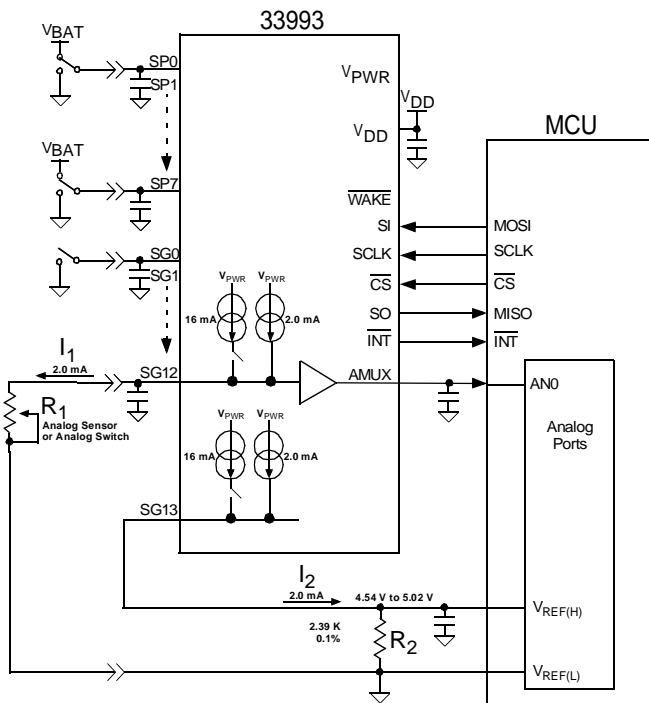 33993
VBAT
SP0
SP1
VPWR
VDD
VDD
MCU
VBAT
SP7
WAKE
SI
MOSI
SCLK
SCLK
SG0
SG1
CS
CS
VPWR
VPWR
SO
MISO
16 mA
2.0 mA
INT
INT
I1
2.0 mA
SG12
AMUX
AN0
R1
Analog Sensor
or Analog Switch
VPWR
VPWR
Analog
Ports
16 mA
2.0 mA
SG13
I2
2.0 mA
4.54 V to 5.02 V
VREF(H)
2.39 K
0.1%
R2
VREF(L)